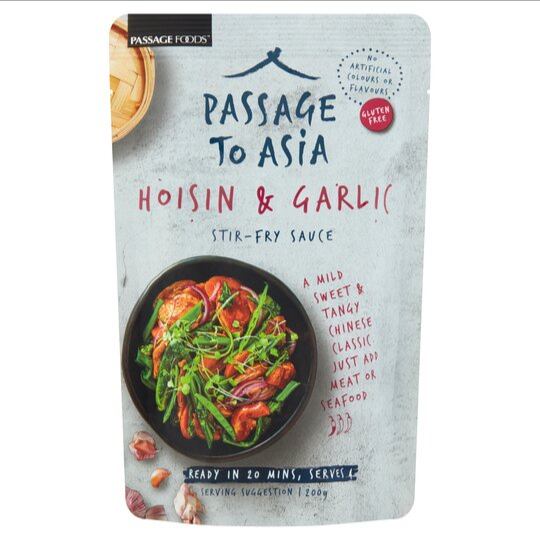 PASSAGE FOODS™
NO
ARTIFICIAL
COLOURS OR
FLAVOURS
GLUTEN
FREE
PASSAGE
TO ASIA
HOISIN & GARLIC
STIR-FRY SAUCE
A MILD
SWEET &
TANGY
CHINESE
CLASSIC.
JUST ADD
MEAT OR
SEAFOOD
READY IN 20 MINS, SERVES 4
SERVING SUGGESTION | 200g